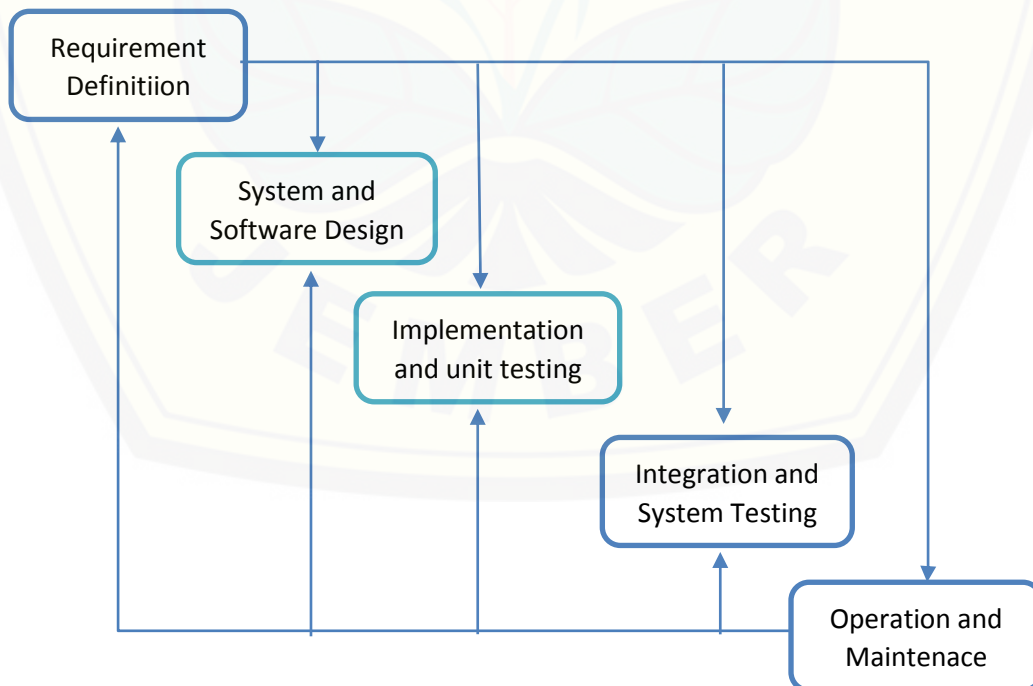 Requirement
Definitiion
System and
Software Design
Implementation
and unit testing
Integration and
System Testing
Operation and
Maintenace